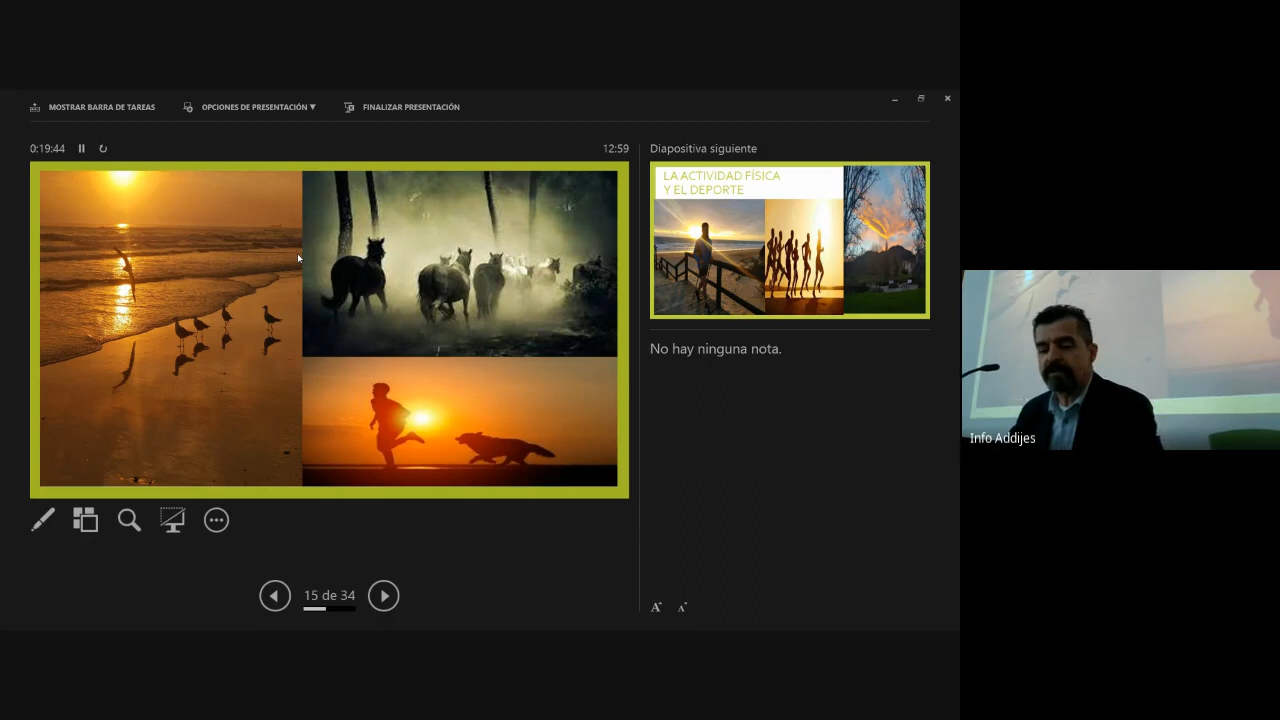 MOSTRAR BARRA DE TAREAS
OPCIONES DE PRESENTACIÓN ▼
FINALIZAR PRESENTACIÓN
0:19:44
12:59
Diapositiva siguiente
LA ACTIVIDAD FÍSICA
Y EL DEPORTE
No hay ninguna nota.
Info Addijes
15 de 34
A
A